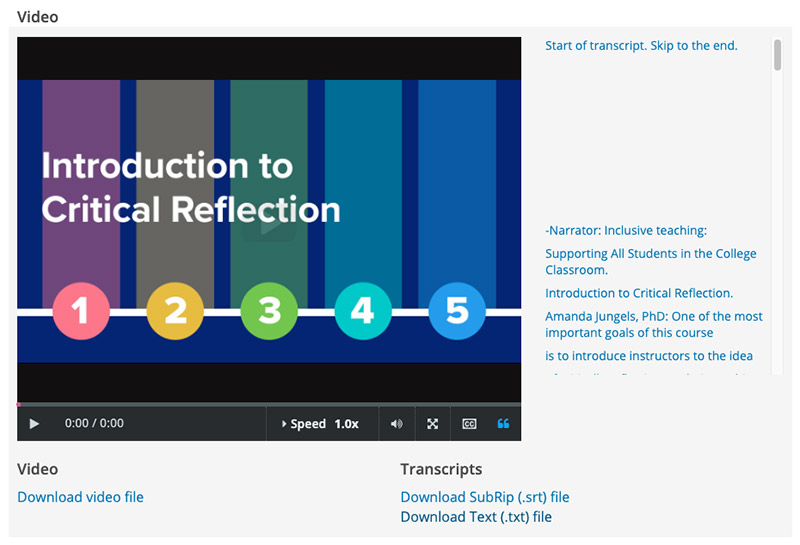 Video
Introduction to
Critical Reflection
1 2 3 4 5
0:00 / 0:00
Speed 1.0x
CC
Start of transcript. Skip to the end.
-Narrator: Inclusive teaching:
Supporting All Students in the College
Classroom.
Introduction to Critical Reflection.
Amanda Jungels, PhD: One of the most
important goals of this course
is to introduce instructors to the idea
Video
Download video file
Transcripts
Download SubRip (.srt) file
Download Text (.txt) file